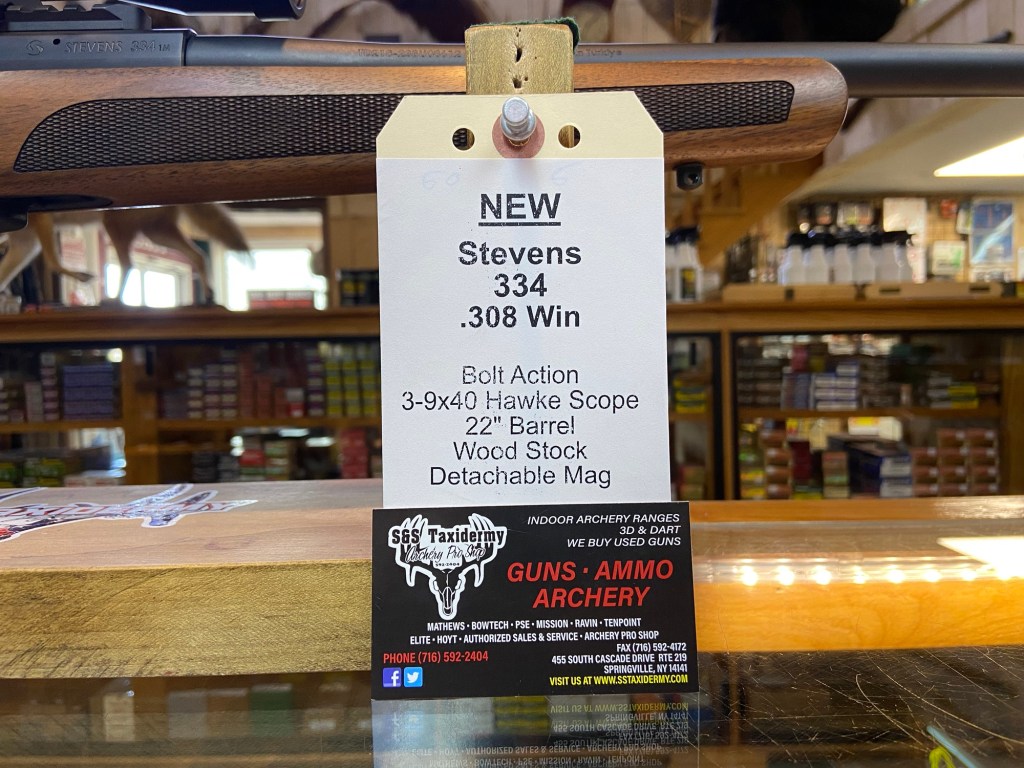 STEVENS 334™
NEW
Stevens
334
.308 Win
Bolt Action
3-9x40 Hawke Scope
22" Barrel
Wood Stock
Detachable Mag
S&S Taxidermy
Archery Pro Shop
592-2404
INDOOR ARCHERY RANGES
3D & DART
WE BUY USED GUNS
GUNS · AMMO
ARCHERY
MATHEWS · BOWTECH · PSE · MISSION · RAVIN · TENPOINT
ELITE · HOYT · AUTHORIZED SALES & SERVICE · ARCHERY PRO SHOP
FAX (716) 592-4172
PHONE (716) 592-2404
455 SOUTH CASCADE DRIVE RTE 219
SPRINGVILLE, NY 14141
VISIT US AT WWW.SSTAXIDERMY.COM